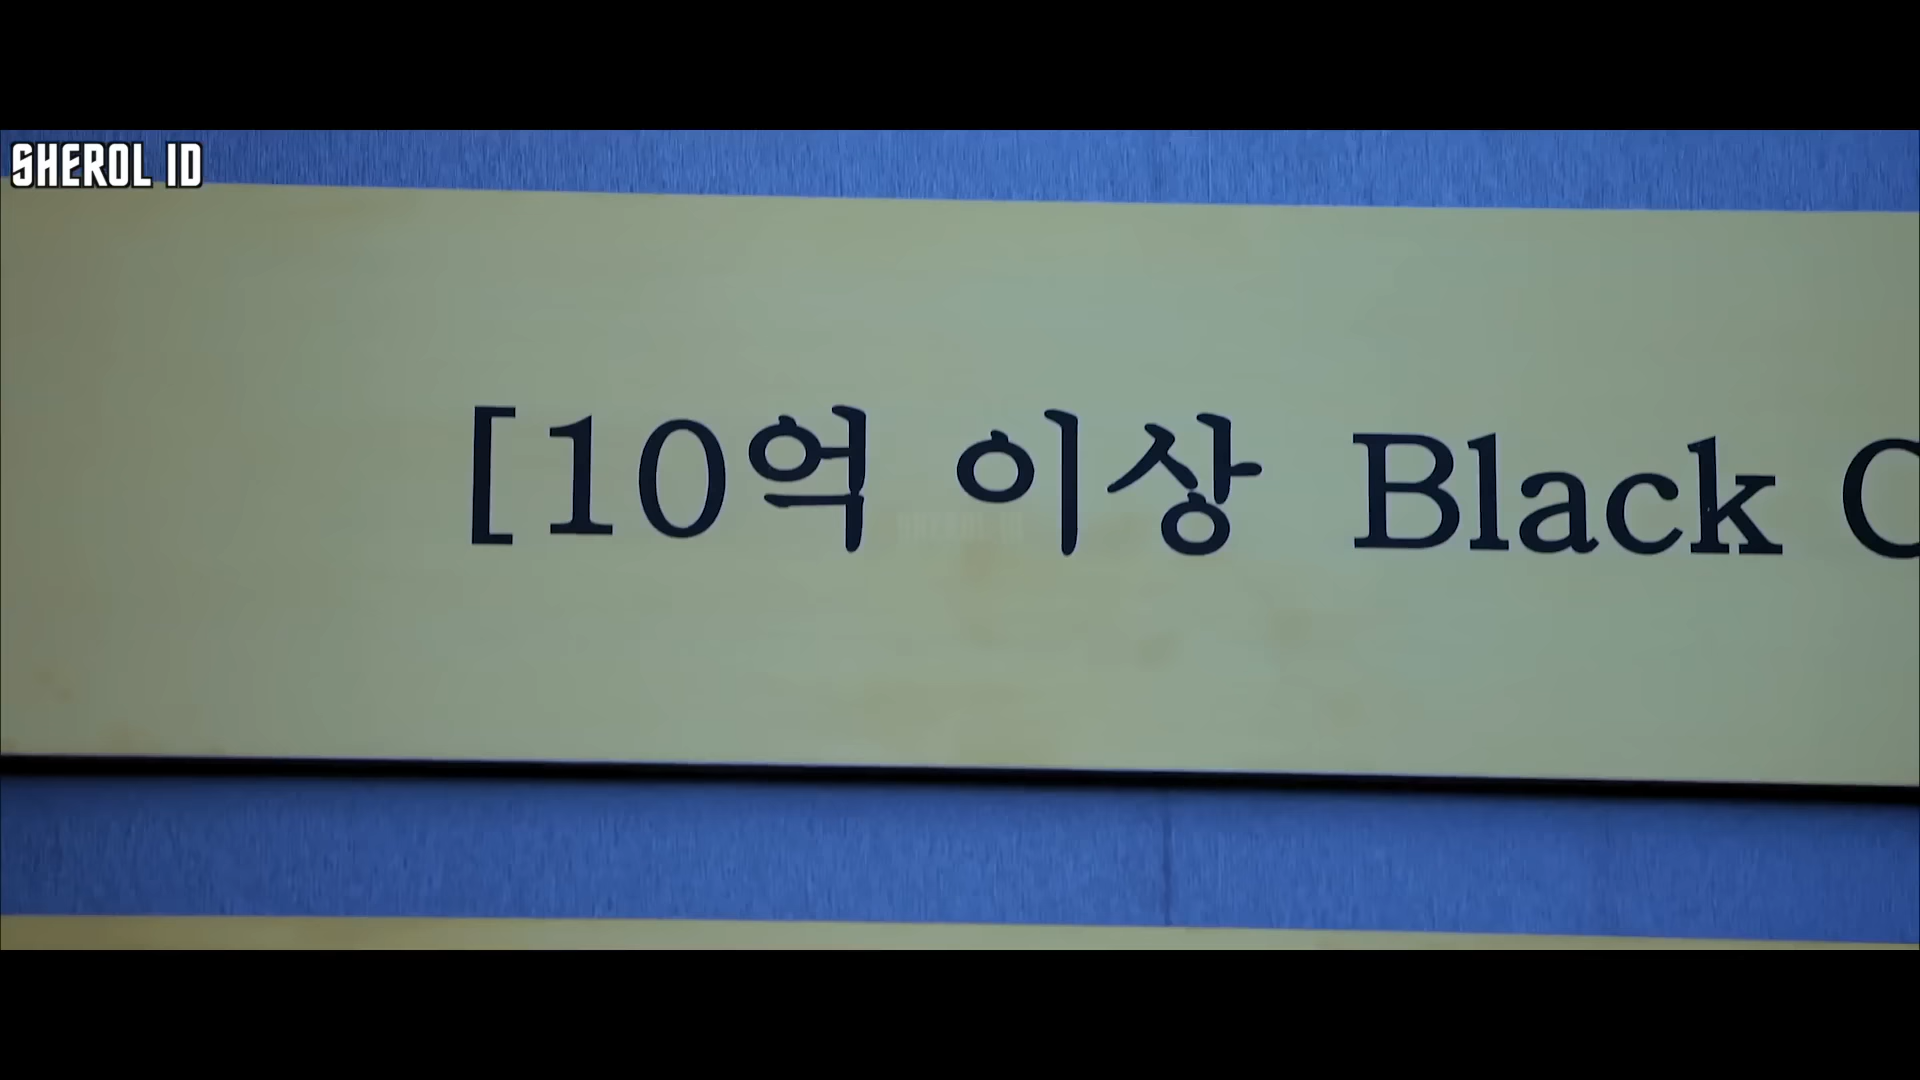 SHEROL ID
[10억 이상 Black